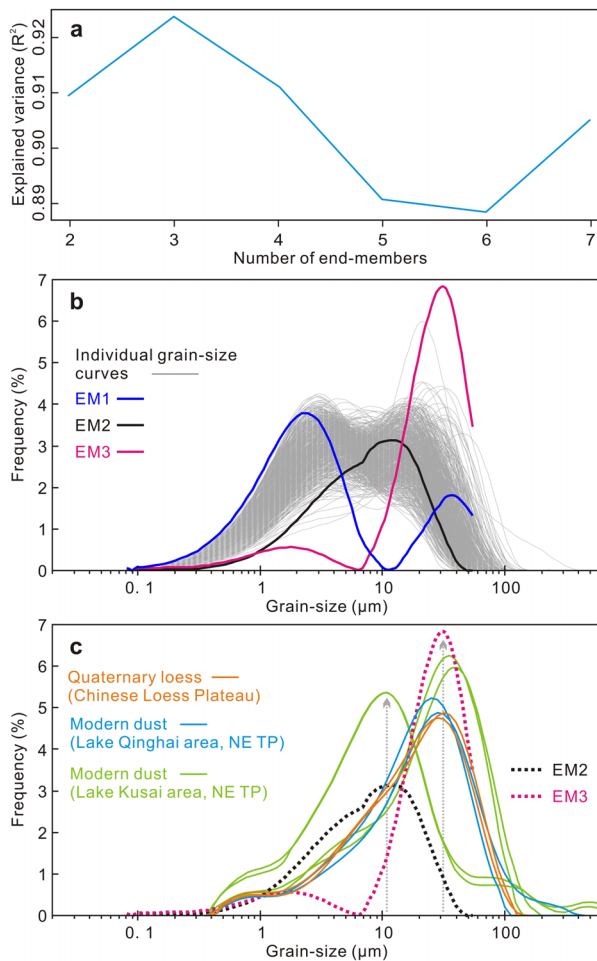 a
Explained variance (R²)
0.92
0.91
0.90
0.89
2 3 4 5 6 7
Number of end-members
b
Frequency (%)
7
6
5
4
3
2
1
0
Individual grain-size
curves
EM1
EM2
EM3
0.1 1 10 100
Grain-size (μm)
c
Frequency (%)
7
6
5
4
3
2
1
0
Quaternary loess
(Chinese Loess Plateau)
Modern dust
(Lake Qinghai area, NE TP)
Modern dust
(Lake Kusai area, NE TP)
EM2
EM3
0.1 1 10 100
Grain-size (μm)